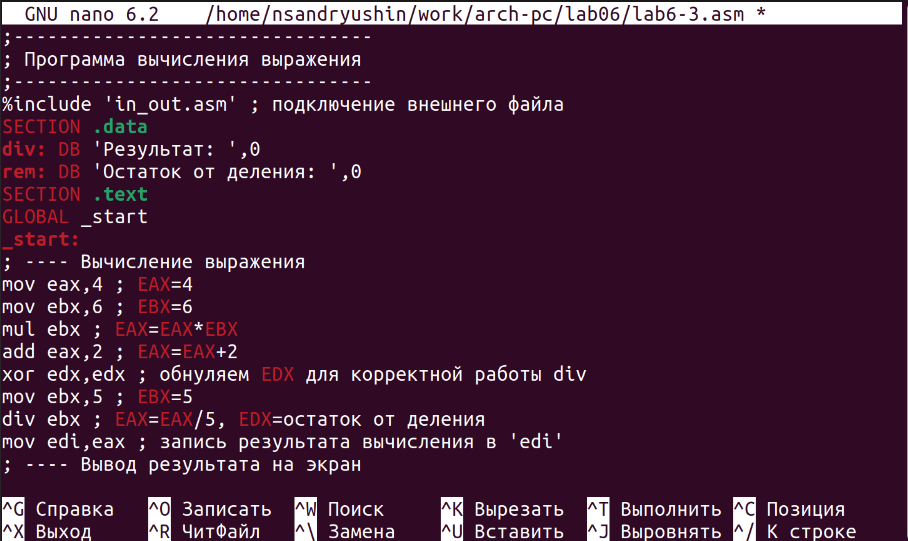 GNU nano 6.2 /home/nsandryushin/work/arch-pc/lab06/lab6-3.asm *
;--------------------------------
; Программа вычисления выражения
;--------------------------------
%include 'in_out.asm' ; подключение внешнего файла
SECTION .data
div: DB 'Результат: ',0
rem: DB 'Остаток от деления: ',0
SECTION .text
GLOBAL _start
_start:
; ---- Вычисление выражения
mov eax,4 ; EAX=4
mov ebx,6 ; EBX=6
mul ebx ; EAX=EAX*EBX
add eax,2 ; EAX=EAX+2
xor edx,edx ; обнуляем EDX для корректной работы div
mov ebx,5 ; EBX=5
div ebx ; EAX=EAX/5, EDX=остаток от деления
mov edi,eax ; запись результата вычисления в 'edi'
; ---- Вывод результата на экран
^G Справка ^O Записать ^W Поиск ^K Вырезать ^T Выполнить ^C Позиция
^X Выход ^R ЧитФайл ^\ Замена ^U Вставить ^J Выровнять ^/ К строке